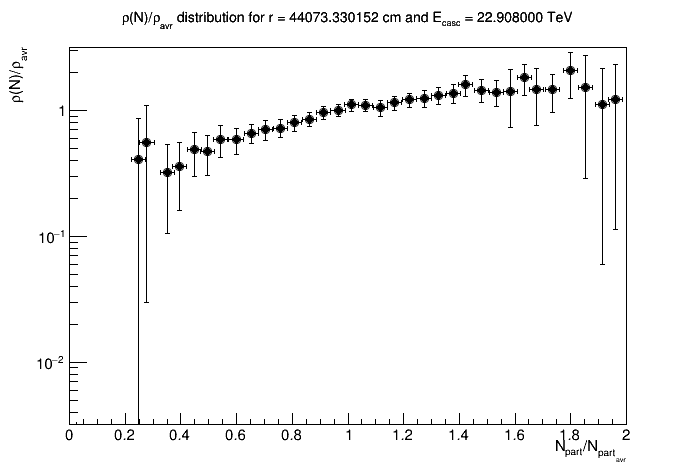 ρ(N)/ρ_avr distribution for r = 44073.330152 cm and E_casc = 22.908000 TeV
ρ(N)/ρ_avr
1
10⁻¹
10⁻²
0 0.2 0.4 0.6 0.8 1 1.2 1.4 1.6 1.8 2
N_part/N_part_avr